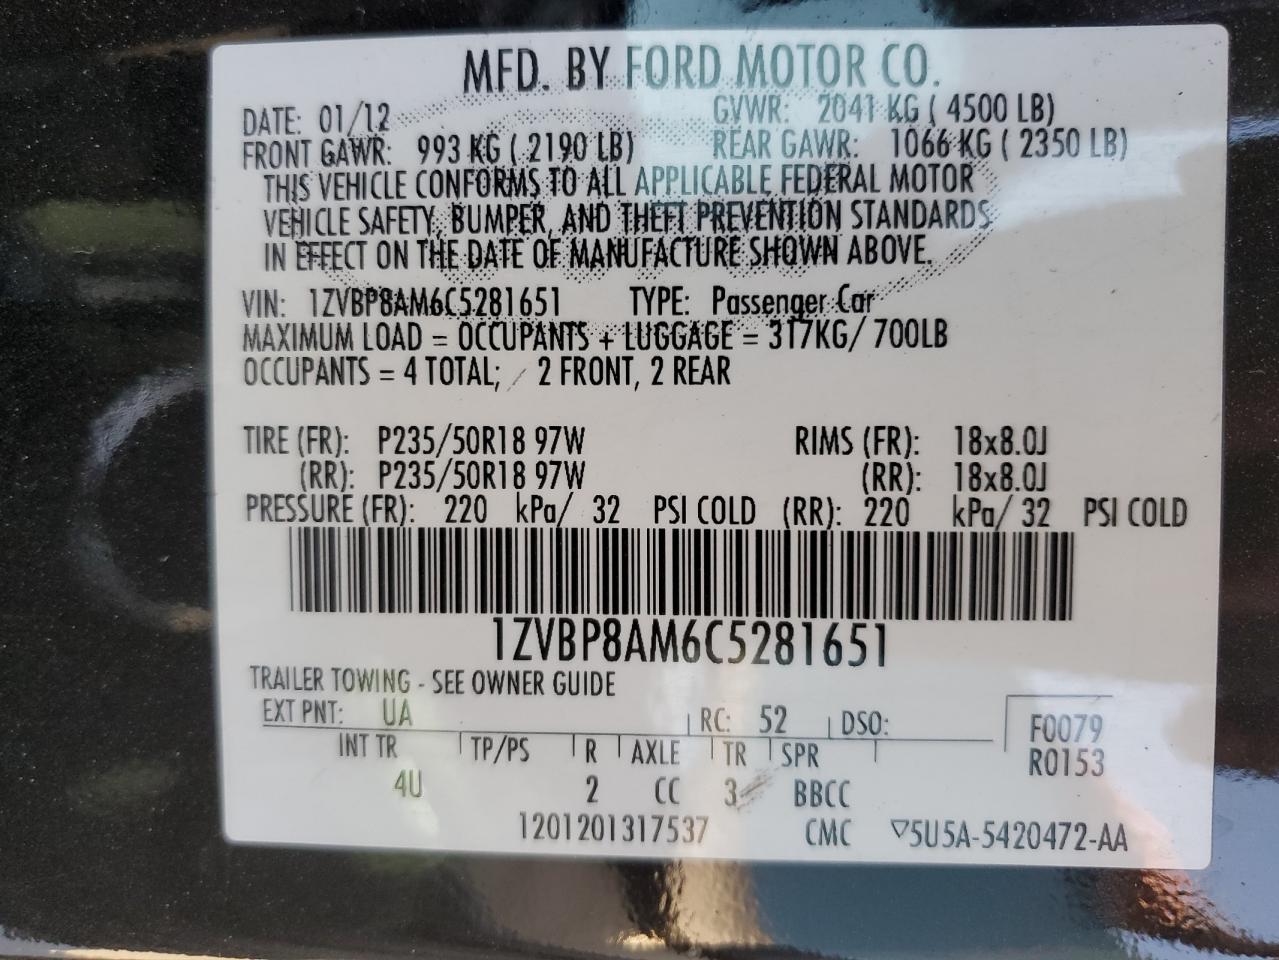 MFD. BY FORD MOTOR CO.
DATE: 01/12 GVWR: 2041 KG ( 4500 LB)
FRONT GAWR: 993 KG ( 2190 LB) REAR GAWR: 1066 KG ( 2350 LB)
THIS VEHICLE CONFORMS TO ALL APPLICABLE FEDERAL MOTOR
VEHICLE SAFETY, BUMPER, AND THEFT PREVENTION STANDARDS
IN EFFECT ON THE DATE OF MANUFACTURE SHOWN ABOVE.
VIN: 1ZVBP8AM6C5281651 TYPE: Passenger Car
MAXIMUM LOAD = OCCUPANTS + LUGGAGE = 317KG/ 700LB
OCCUPANTS = 4 TOTAL; 2 FRONT, 2 REAR
TIRE (FR): P235/50R18 97W RIMS (FR): 18x8.0J
(RR): P235/50R18 97W (RR): 18x8.0J
PRESSURE (FR): 220 kPa/ 32 PSI COLD (RR): 220 kPa/ 32 PSI COLD
1ZVBP8AM6C5281651
TRAILER TOWING - SEE OWNER GUIDE
EXT PNT: UA RC: 52 DSO: F0079
INT TR TP/PS R AXLE TR SPR R0153
4U 2 CC 3 BBCC
1201201317537 CMC ▽5U5A-5420472-AA